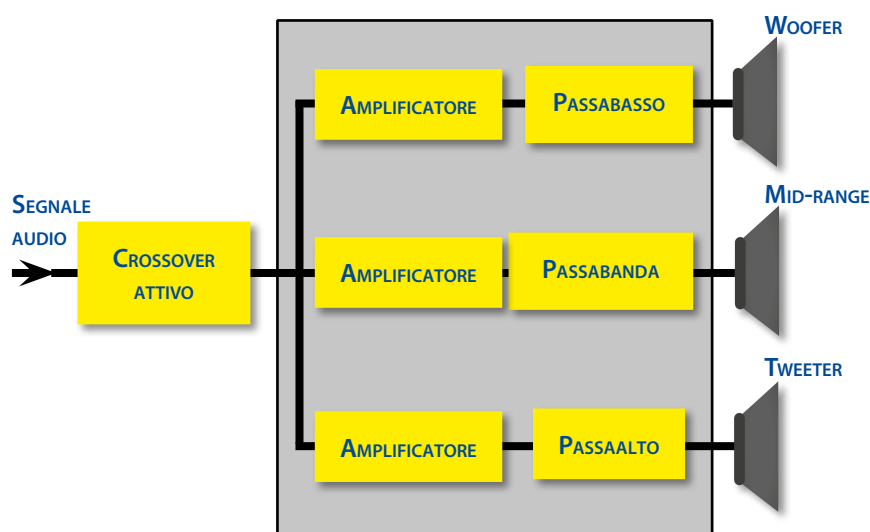 Woofer
Amplificatore
Passabasso
Segnale
audio
Mid-range
Crossover
attivo
Amplificatore
Passabanda
Tweeter
Amplificatore
Passaalto